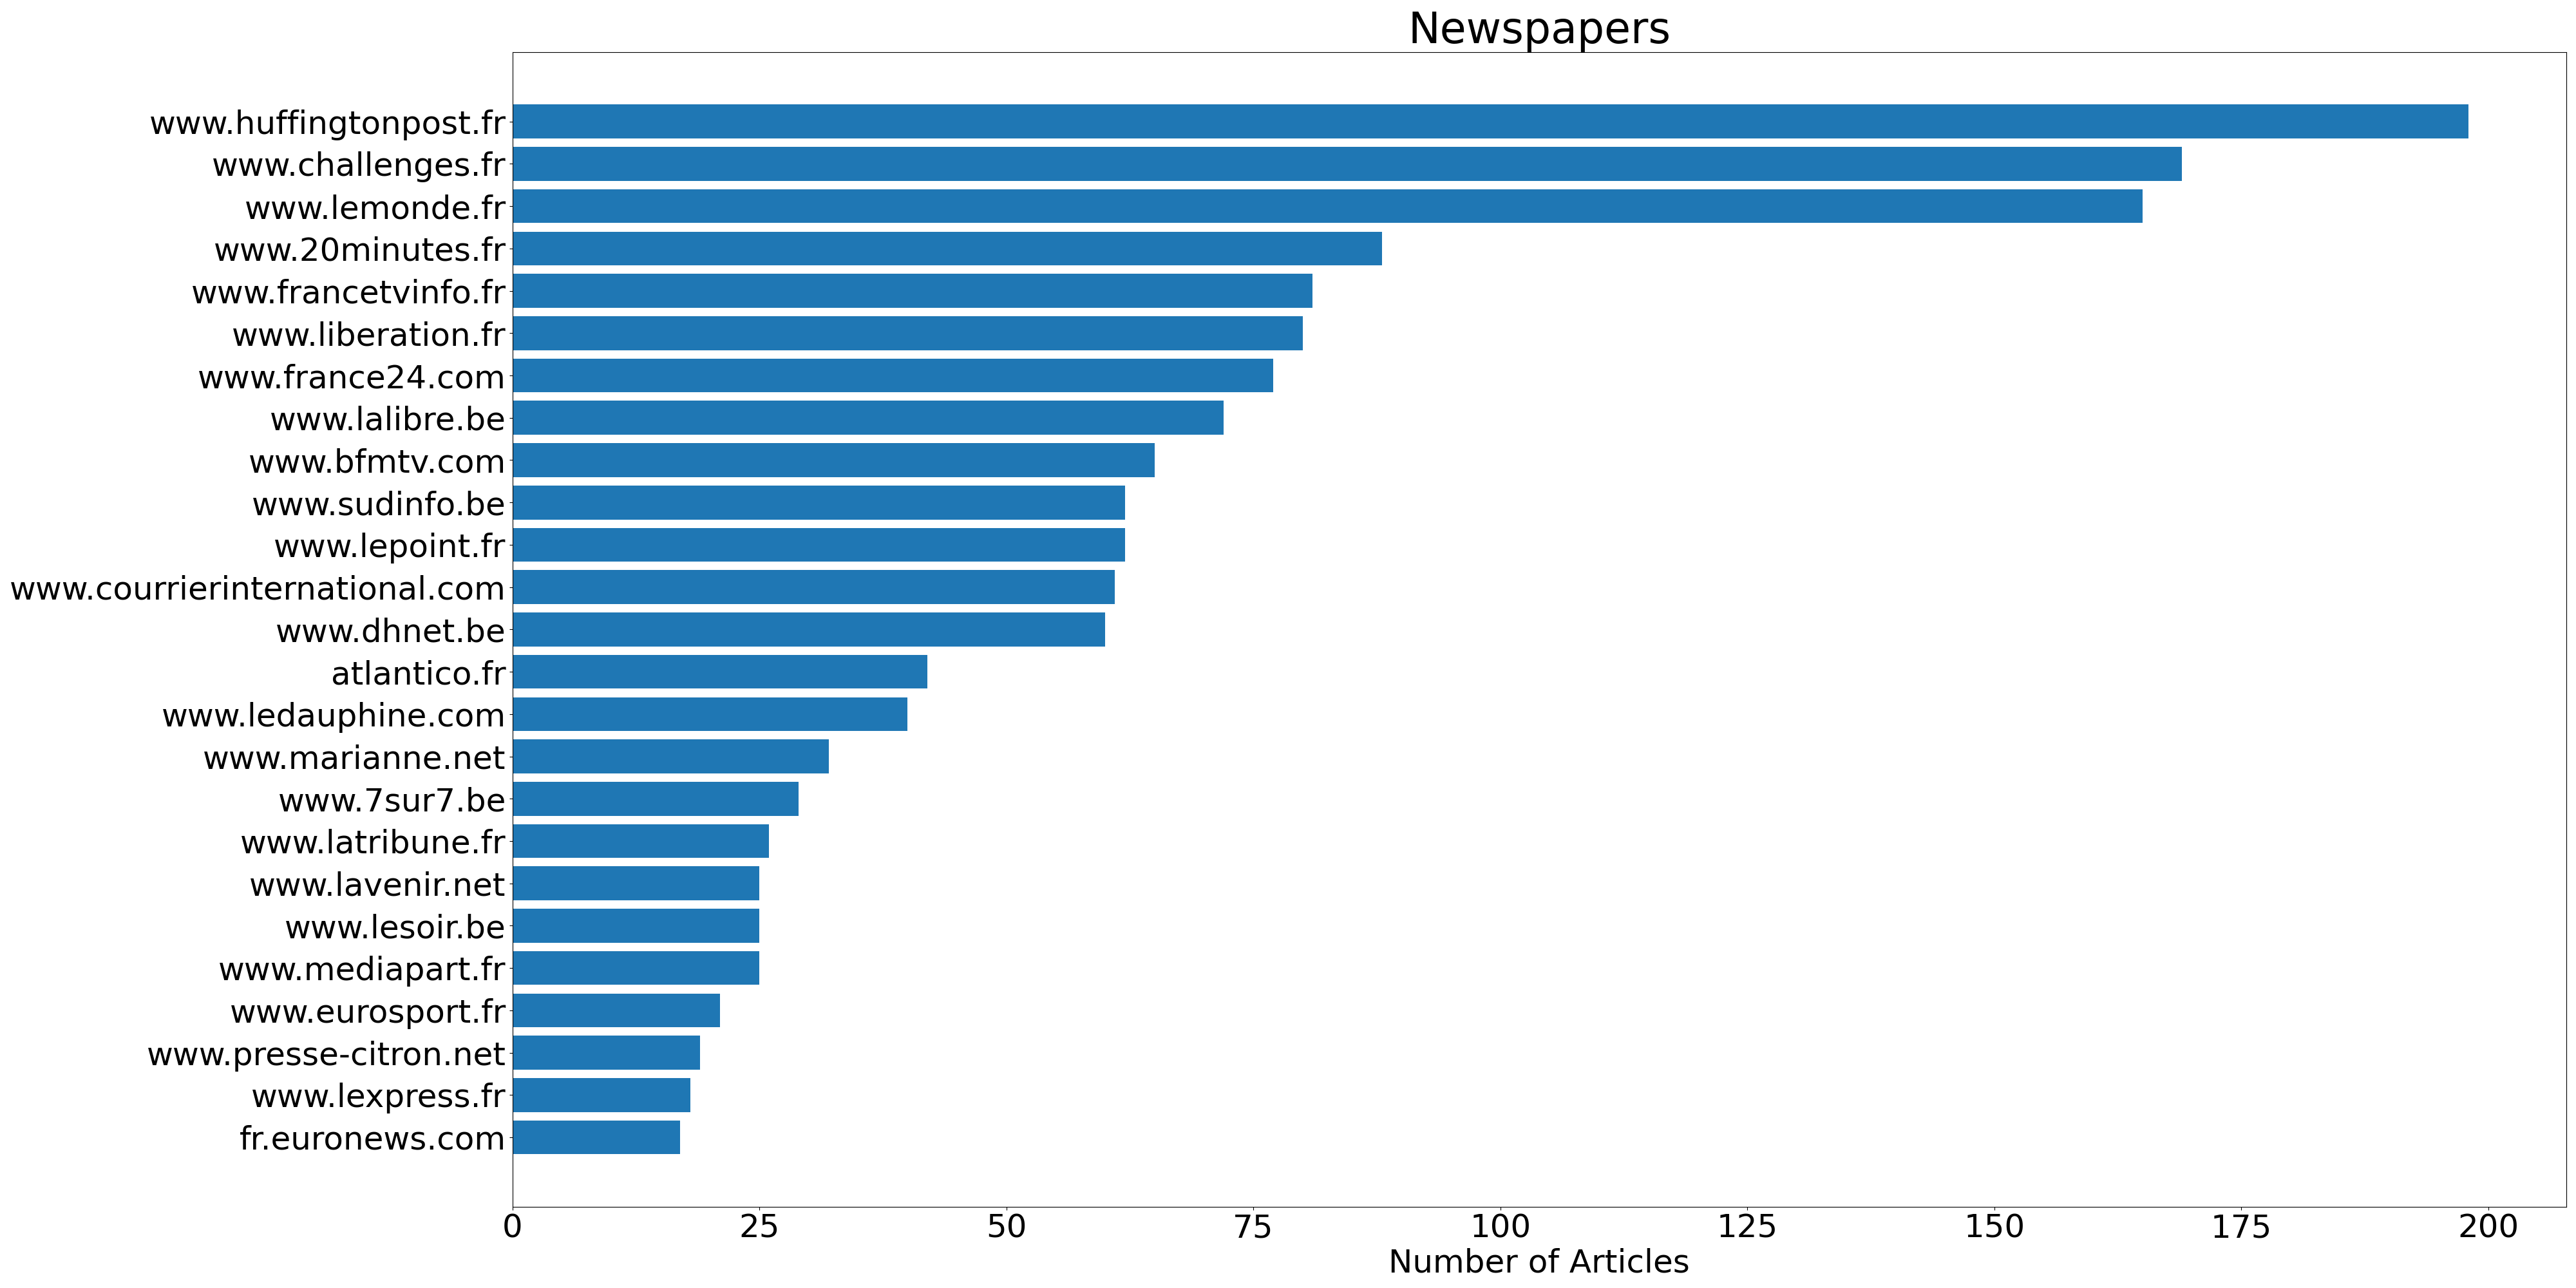 Newspapers
www.huffingtonpost.fr
www.challenges.fr
www.lemonde.fr
www.20minutes.fr
www.francetvinfo.fr
www.liberation.fr
www.france24.com
www.lalibre.be
www.bfmtv.com
www.sudinfo.be
www.lepoint.fr
www.courrierinternational.com
www.dhnet.be
atlantico.fr
www.ledauphine.com
www.marianne.net
www.7sur7.be
www.latribune.fr
www.lavenir.net
www.lesoir.be
www.mediapart.fr
www.eurosport.fr
www.presse-citron.net
www.lexpress.fr
fr.euronews.com
0 25 50 75 100 125 150 175 200
Number of Articles